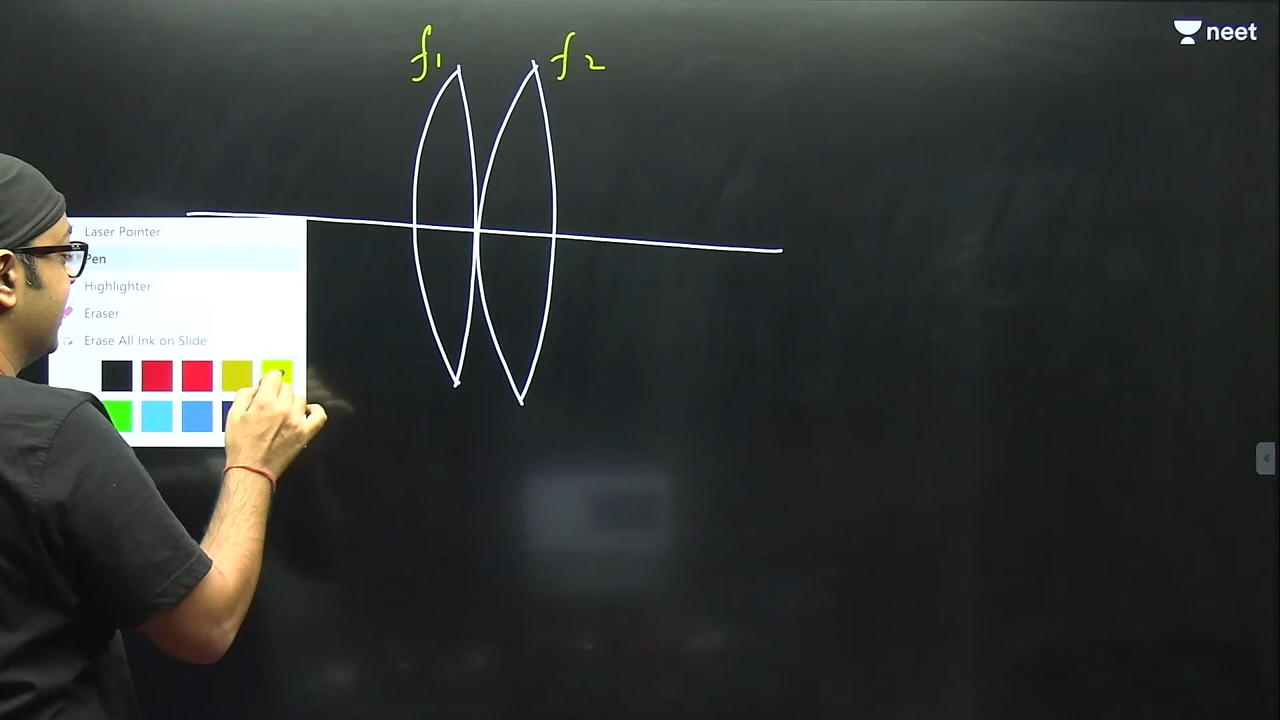 neet
f1
f2
Laser Pointer
Pen
Highlighter
Eraser
Erase All Ink on Slide